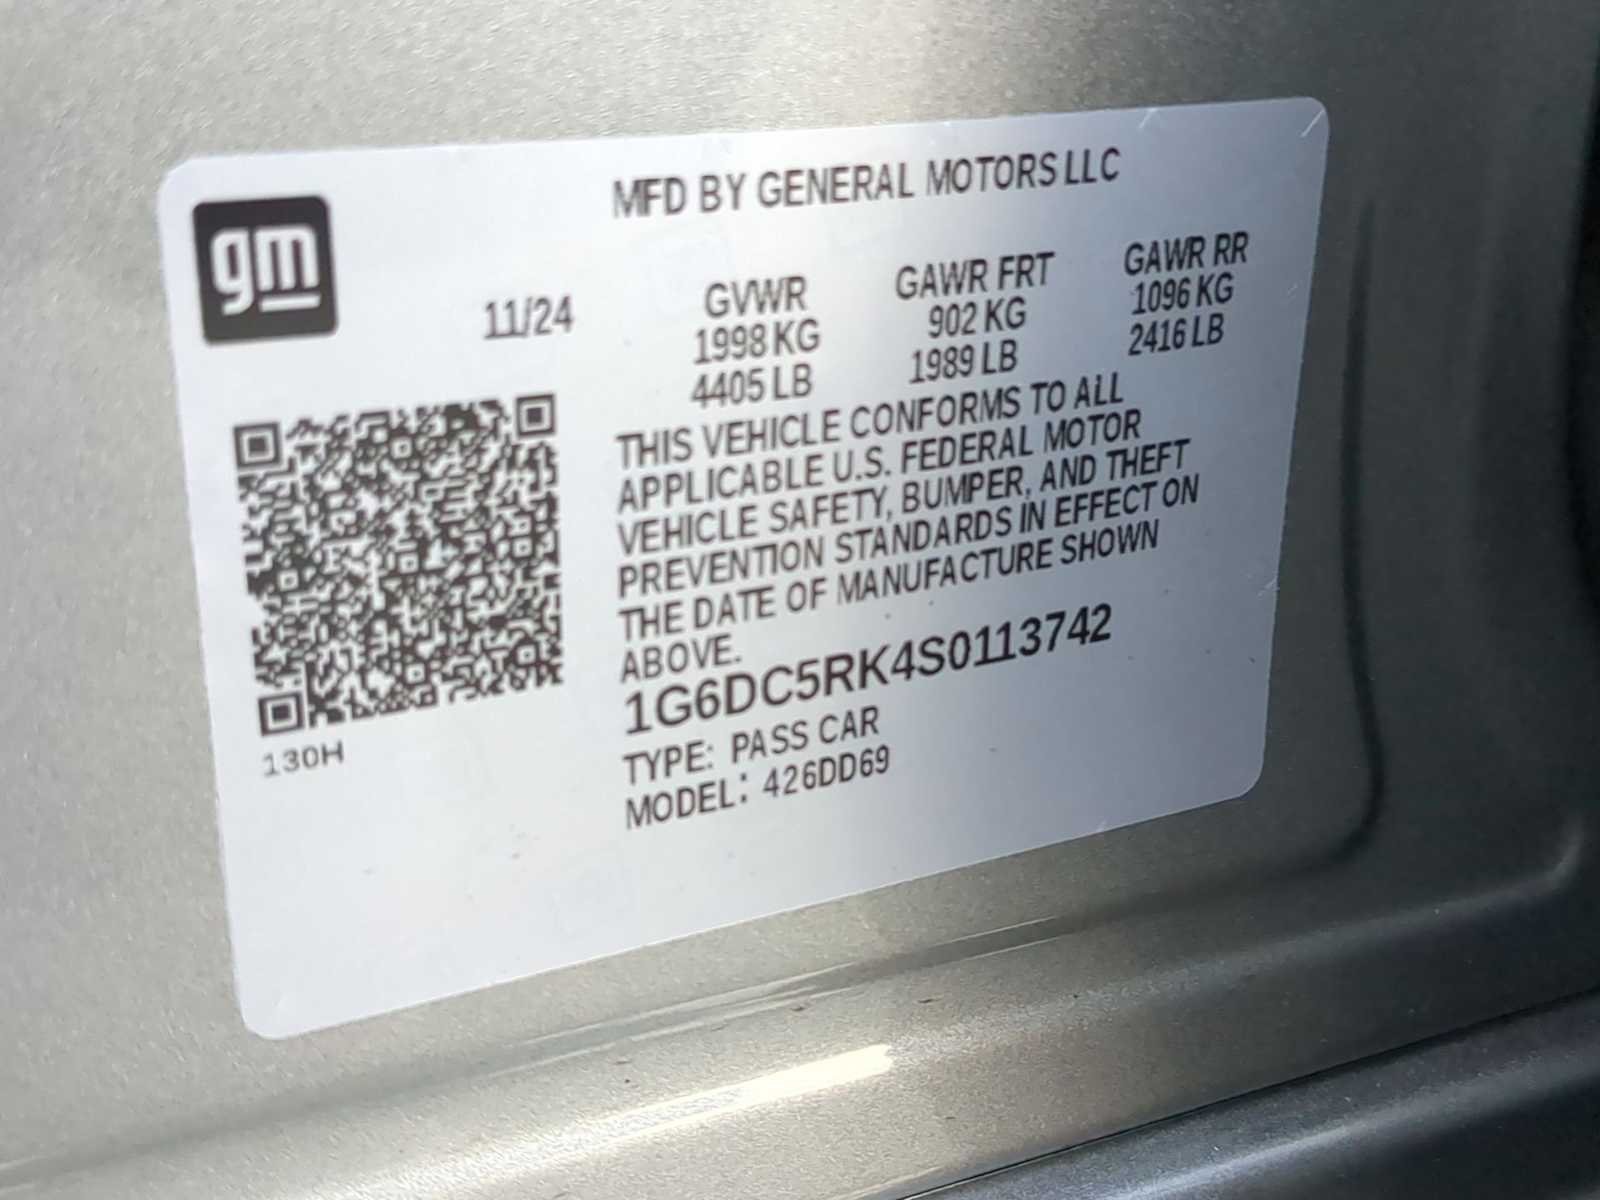 MFD BY GENERAL MOTORS LLC
gm
11/24
GVWR
1998 KG
4405 LB
GAWR FRT
902 KG
1989 LB
GAWR RR
1096 KG
2416 LB
THIS VEHICLE CONFORMS TO ALL
APPLICABLE U.S. FEDERAL MOTOR
VEHICLE SAFETY, BUMPER, AND THEFT
PREVENTION STANDARDS IN EFFECT ON
THE DATE OF MANUFACTURE SHOWN
ABOVE.
1G6DC5RK4S0113742
TYPE: PASS CAR
MODEL: 426DD69
130H